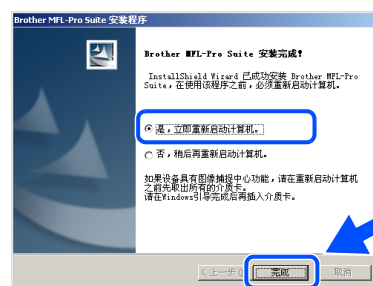 Brother MFL-Pro Suite 安装程序
Brother MFL-Pro Suite 安装完成!
InstallShield Wizard 已成功安装 Brother MFL-Pro
Suite,在使用该程序之前,必须重新启动计算机。
是,立即重新启动计算机。
否,稍后再重新启动计算机。
如果设备具有图像捕捉中心功能,请在重新启动计算机
之前先取出所有的介质卡。
请在Windows引导完成后再插入介质卡。
< 上一步
完成
取消